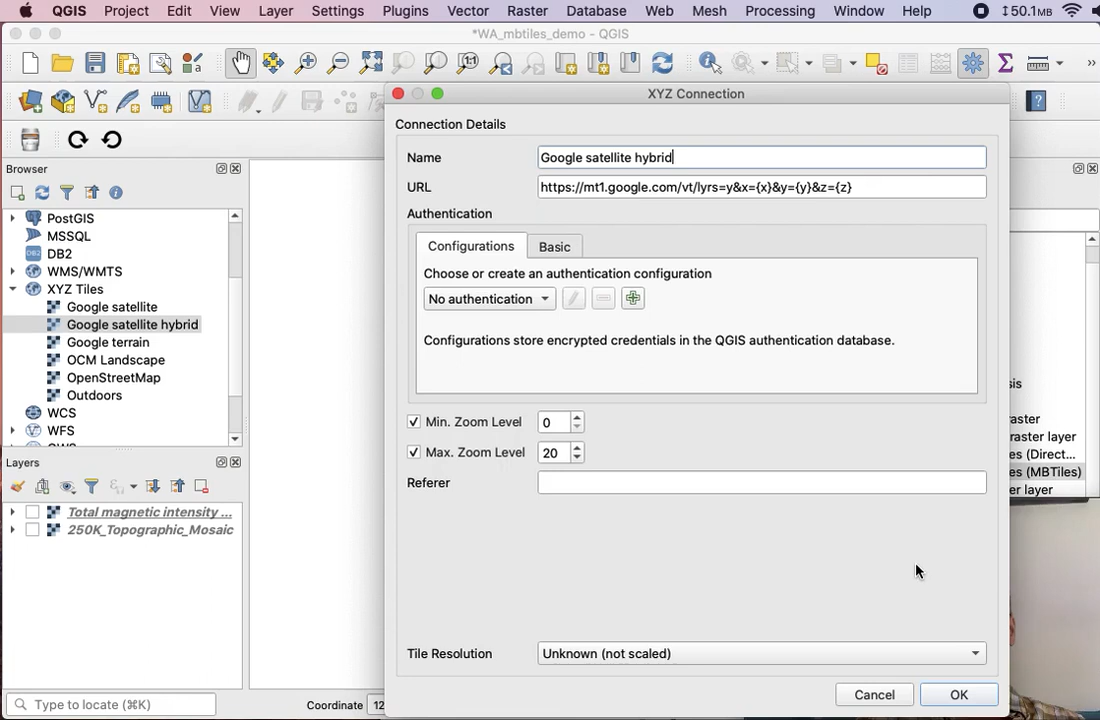 QGIS Project Edit View Layer Settings Plugins Vector Raster Database Web Mesh Processing Window Help 50.1MB
*WA_mbtiles_demo - QGIS
XYZ Connection
Connection Details
Name Google satellite hybrid
URL https://mt1.google.com/vt/lyrs=y&x={x}&y={y}&z={z}
Authentication
Configurations Basic
Choose or create an authentication configuration
No authentication
Configurations store encrypted credentials in the QGIS authentication database.
✓ Min. Zoom Level 0
✓ Max. Zoom Level 20
Referer
Tile Resolution Unknown (not scaled)
Cancel OK
Browser
PostGIS
MSSQL
DB2
WMS/WMTS
XYZ Tiles
Google satellite
Google satellite hybrid
Google terrain
OCM Landscape
OpenStreetMap
Outdoors
WCS
WFS
Layers
Total magnetic intensity ...
250K_Topographic_Mosaic
Type to locate (⌘K)
Coordinate 12
sis
raster
raster layer
es (Direct...
es (MBTiles)
er layer